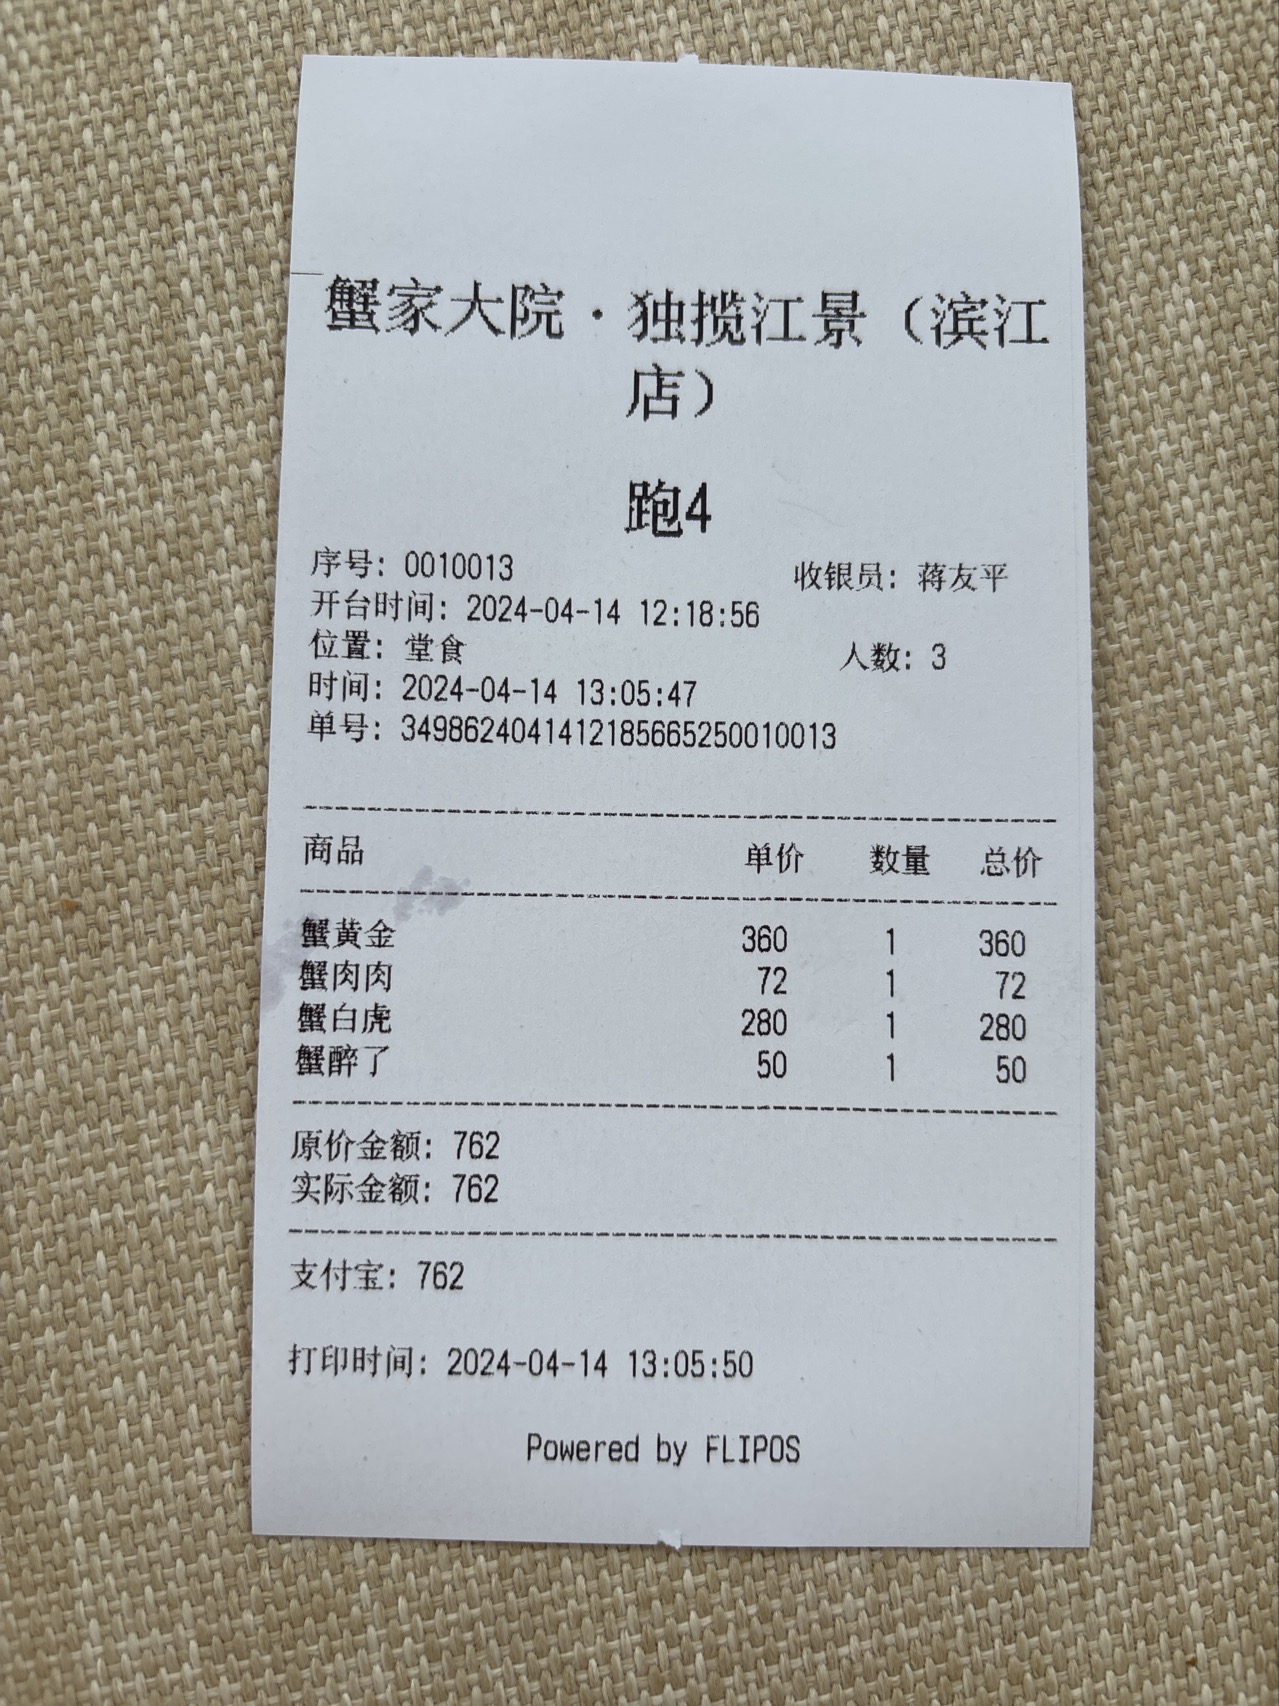 蟹家大院·独揽江景（滨江
店）
跑4
序号: 0010013 收银员: 蒋友平
开台时间: 2024-04-14 12:18:56
位置: 堂食 人数: 3
时间: 2024-04-14 13:05:47
单号: 3498624041412185665250010013
商品 单价 数量 总价
蟹黄金 360 1 360
蟹肉肉 72 1 72
蟹白虎 280 1 280
蟹醉了 50 1 50
原价金额: 762
实际金额: 762
支付宝: 762
打印时间: 2024-04-14 13:05:50
Powered by FLIPOS